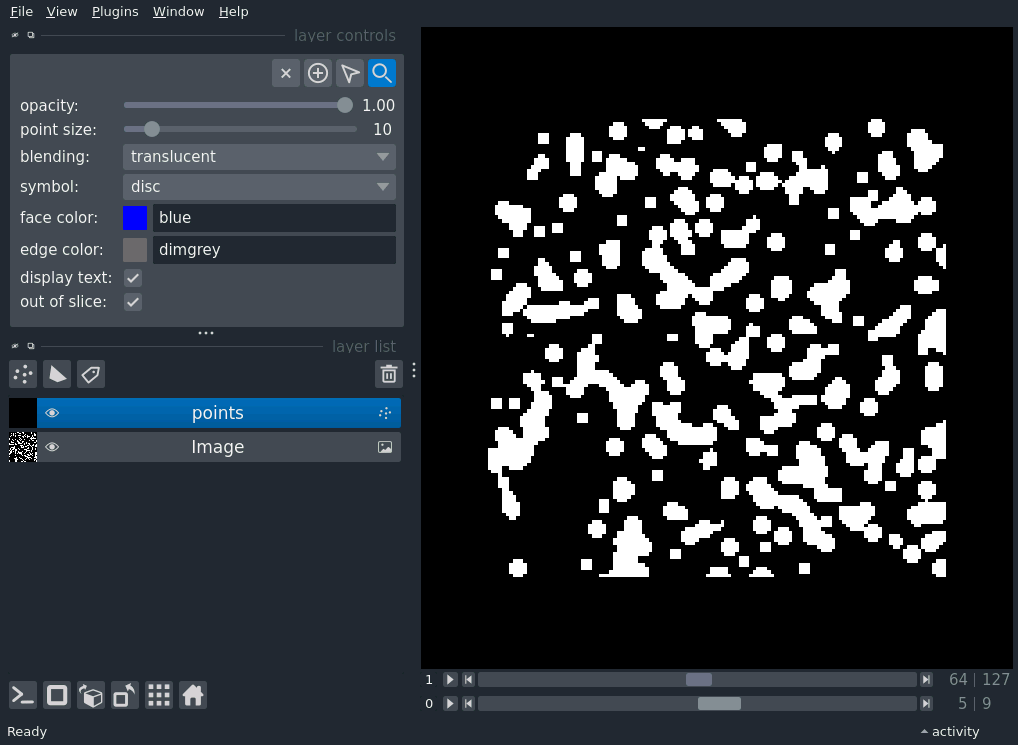 File View Plugins Window Help
layer controls
opacity: 1.00
point size: 10
blending: translucent
symbol: disc
face color: blue
edge color: dimgrey
display text:
out of slice:
layer list
points
Image
1 64 | 127
0 5 | 9
Ready activity